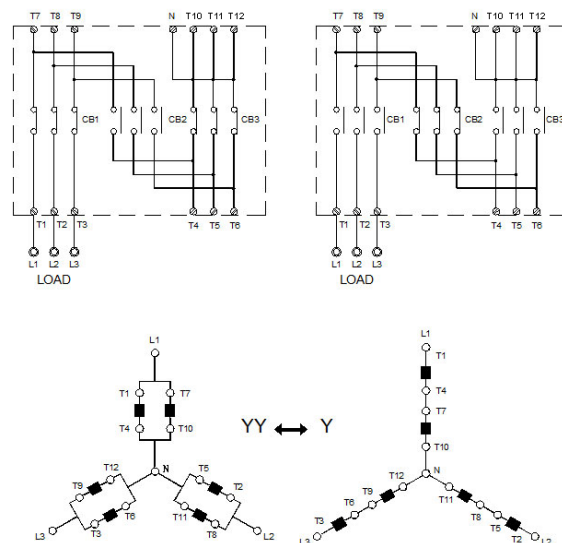 T7 T8 T9 N T10 T11 T12
CB1 CB2 CB3
T1 T2 T3 T4 T5 T6
L1 L2 L3
LOAD
T7 T8 T9 N T10 T11 T12
CB1 CB2 CB3
T1 T2 T3 T4 T5 T6
L1 L2 L3
LOAD
L1
T1 T7
T4 T10
N
T9 T12 T5 T2
T3 T6 T11 T8
L3 L2
YY Y
L1
T1
T4
T7
T10
N
T12 T11
T9 T8
T6 T5
T3 T2
L3 L2